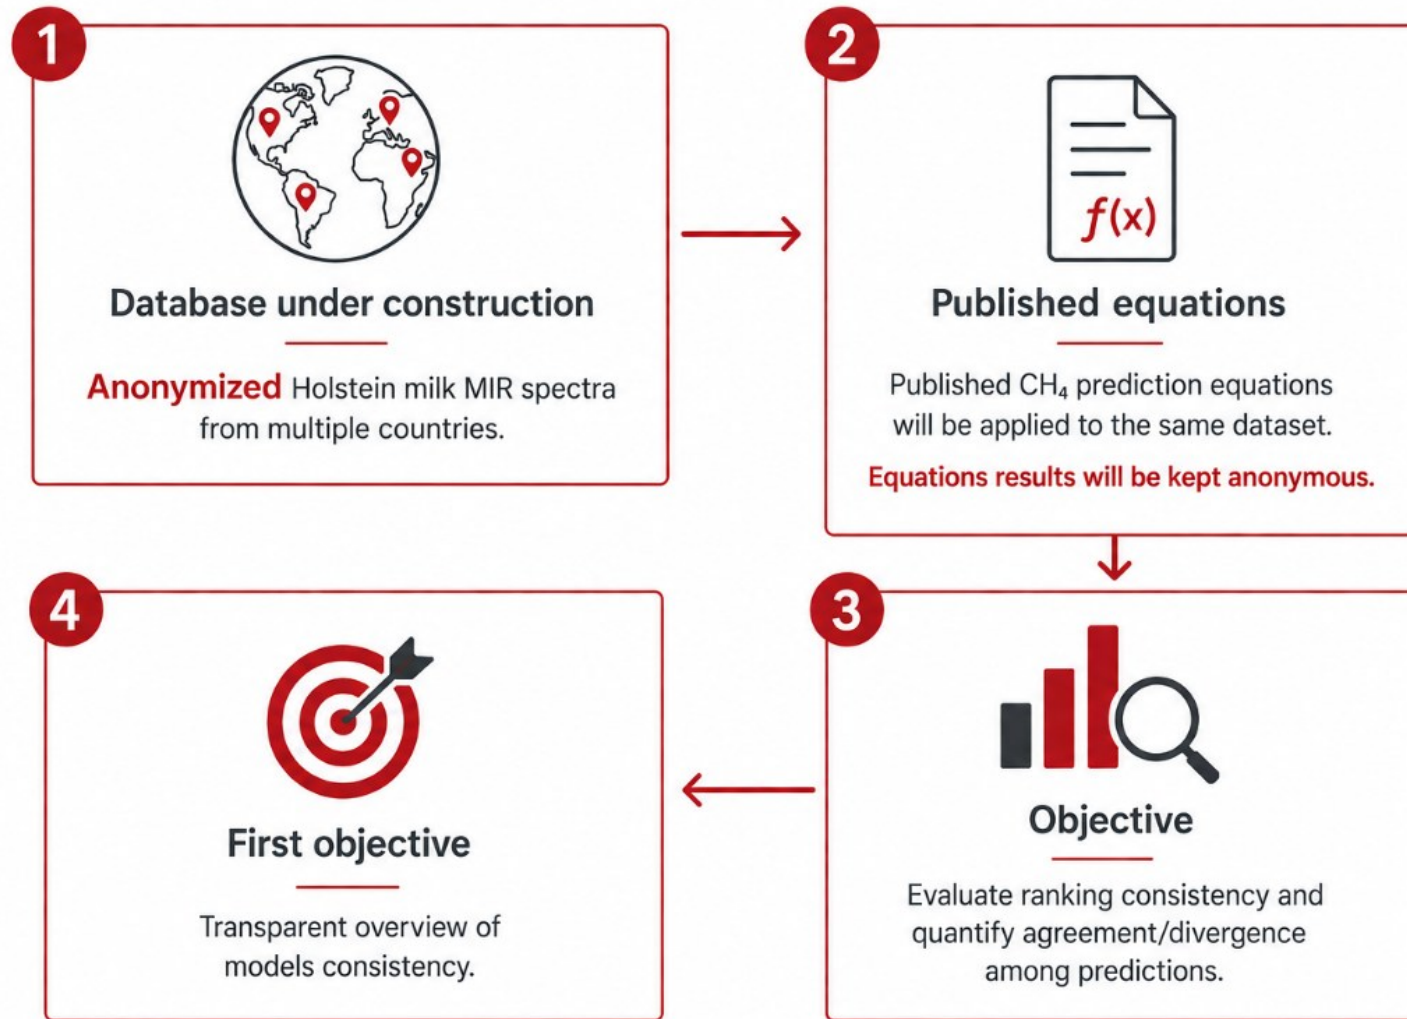 1
Database under construction
Anonymized Holstein milk MIR spectra
from multiple countries.
2
f(x)
Published equations
Published CH₄ prediction equations
will be applied to the same dataset.
Equations results will be kept anonymous.
3
Objective
Evaluate ranking consistency and
quantify agreement/divergence
among predictions.
4
First objective
Transparent overview of
models consistency.